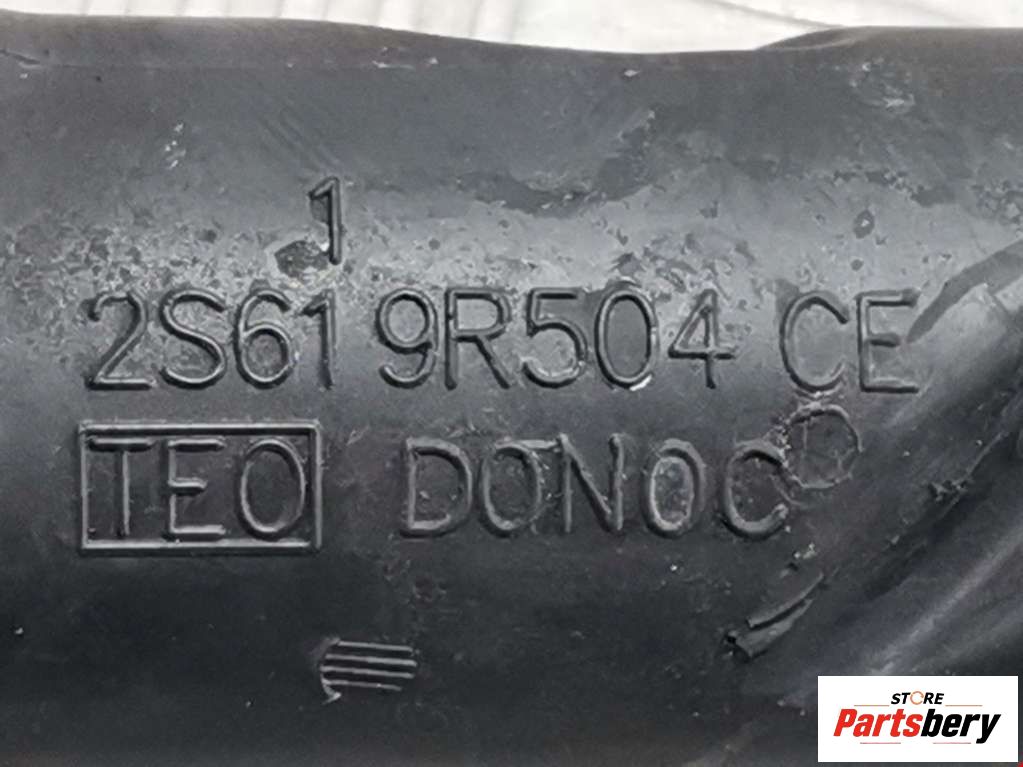 1
2S61 9R504 CE
TEO DONOC
STORE
Partsbery